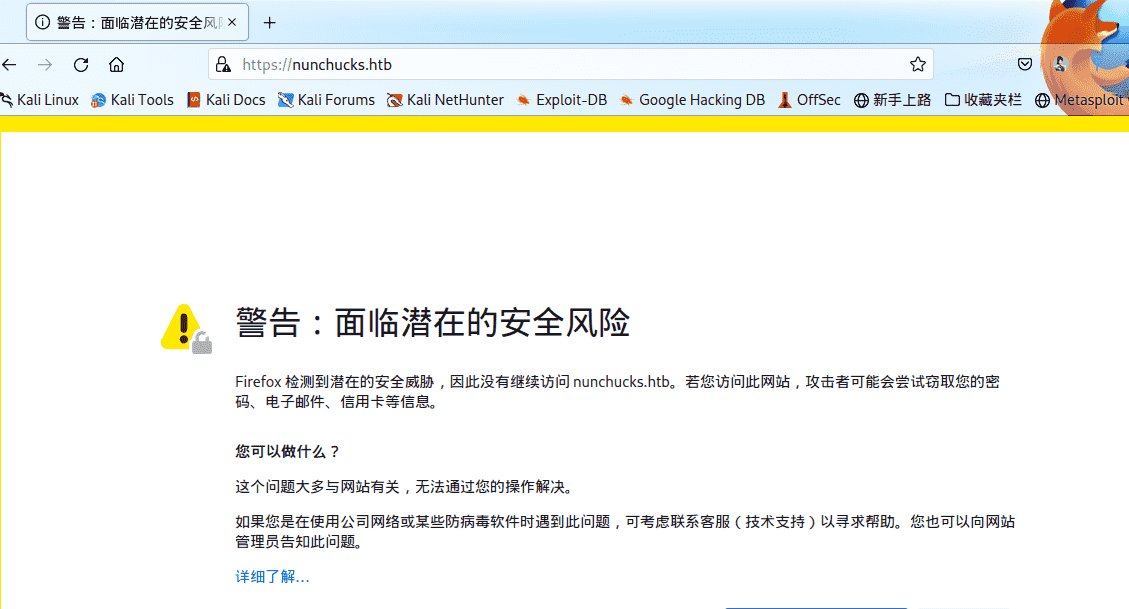 警告：面临潜在的安全风
https://nunchucks.htb
Kali Linux Kali Tools Kali Docs Kali Forums Kali NetHunter Exploit-DB Google Hacking DB OffSec 新手上路 收藏夹栏 Metasploit
警告：面临潜在的安全风险
Firefox 检测到潜在的安全威胁，因此没有继续访问 nunchucks.htb。若您访问此网站，攻击者可能会尝试窃取您的密
码、电子邮件、信用卡等信息。
您可以做什么？
这个问题大多与网站有关，无法通过您的操作解决。
如果您是在使用公司网络或某些防病毒软件时遇到此问题，可考虑联系客服（技术支持）以寻求帮助。您也可以向网站
管理员告知此问题。
详细了解…